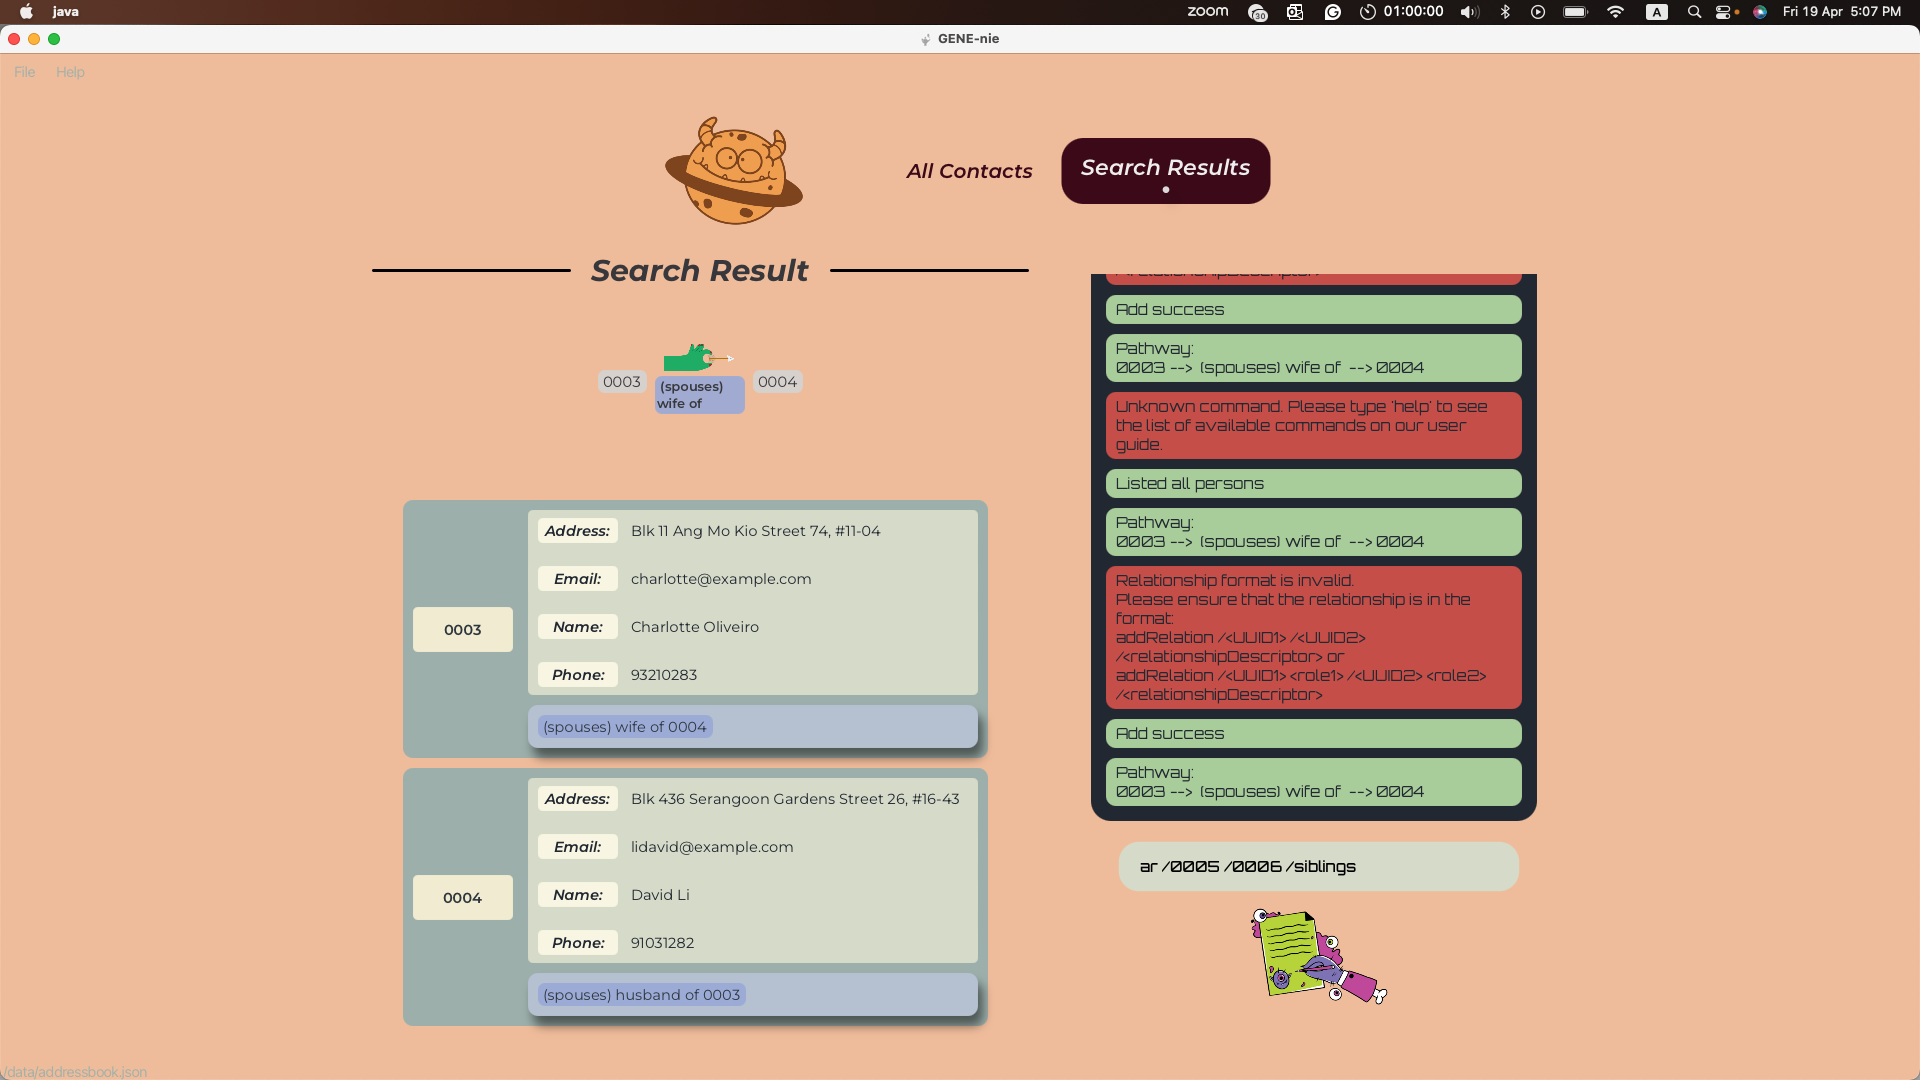 java
zoom
30
01:00:00
A
Fri 19 Apr 5:07 PM
GENE-nie
File Help
All Contacts
Search Results
Search Result
0003
(spouses)
wife of
0004
0003
Address: Blk 11 Ang Mo Kio Street 74, #11-04
Email: charlotte@example.com
Name: Charlotte Oliveiro
Phone: 93210283
(spouses) wife of 0004
0004
Address: Blk 436 Serangoon Gardens Street 26, #16-43
Email: lidavid@example.com
Name: David Li
Phone: 91031282
(spouses) husband of 0003
/<relationshipDescriptor>
Add success
Pathway:
0003 --> (spouses) wife of --> 0004
Unknown command. Please type 'help' to see
the list of available commands on our user
guide.
Listed all persons
Pathway:
0003 --> (spouses) wife of --> 0004
Relationship format is invalid.
Please ensure that the relationship is in the
format:
addRelation /<UUID1> /<UUID2>
/<relationshipDescriptor> or
addRelation /<UUID1> <role1> /<UUID2> <role2>
/<relationshipDescriptor>
Add success
Pathway:
0003 --> (spouses) wife of --> 0004
ar /0005 /0006 /siblings
/data/addressbook.json